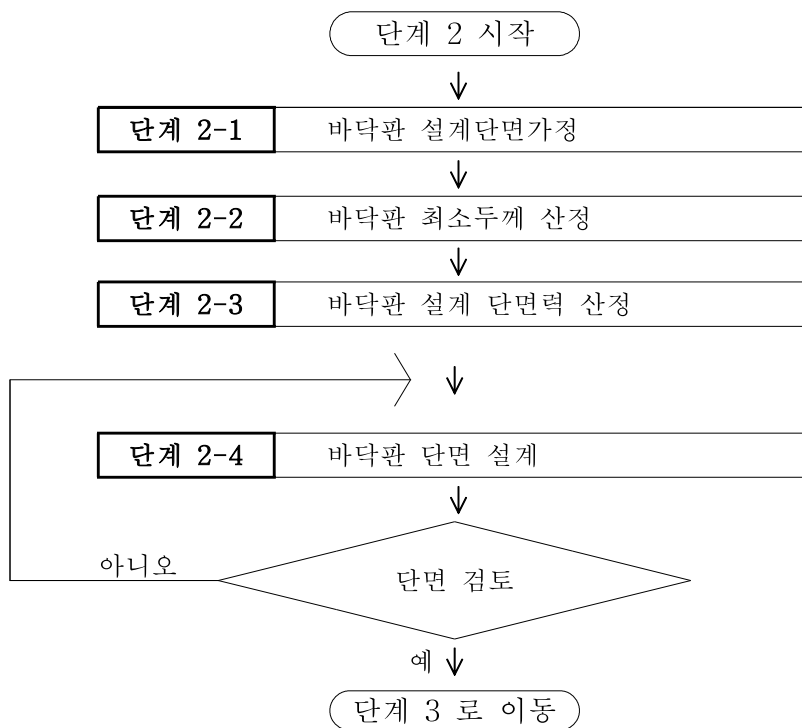 단계 2 시작
단계 2-1 바닥판 설계단면가정
단계 2-2 바닥판 최소두께 산정
단계 2-3 바닥판 설계 단면력 산정
단계 2-4 바닥판 단면 설계
아니오
단면 검토
예
단계 3 로 이동